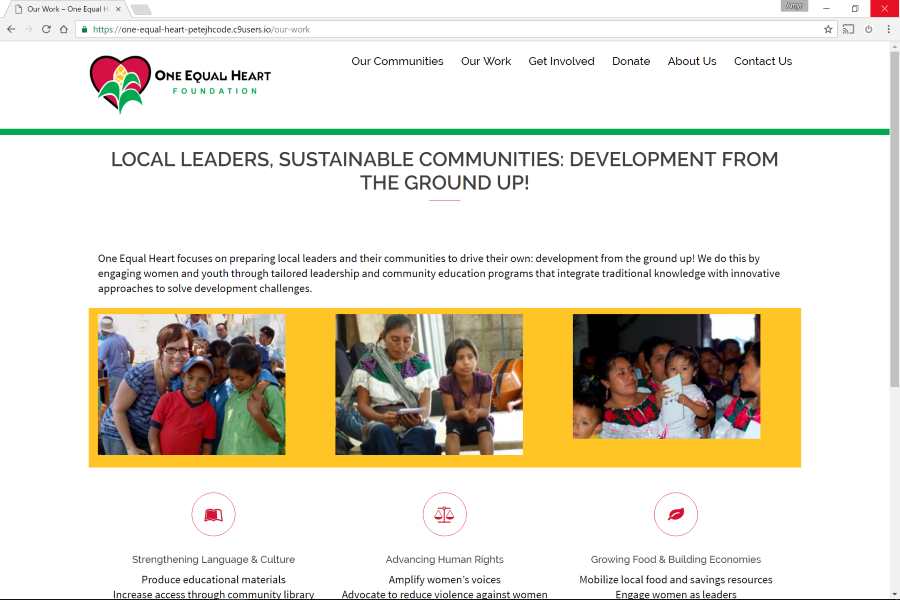 Our Work – One Equal H
Amyr
https://one-equal-heart-petejhcode.c9users.io/our-work
ONE EQUAL HEART
FOUNDATION
Our Communities Our Work Get Involved Donate About Us Contact Us
LOCAL LEADERS, SUSTAINABLE COMMUNITIES: DEVELOPMENT FROM
THE GROUND UP!
One Equal Heart focuses on preparing local leaders and their communities to drive their own: development from the ground up! We do this by
engaging women and youth through tailored leadership and community education programs that integrate traditional knowledge with innovative
approaches to solve development challenges.
Strengthening Language & Culture
Produce educational materials
Increase access through community library
Advancing Human Rights
Amplify women's voices
Advocate to reduce violence against women
Growing Food & Building Economies
Mobilize local food and savings resources
Engage women as leaders